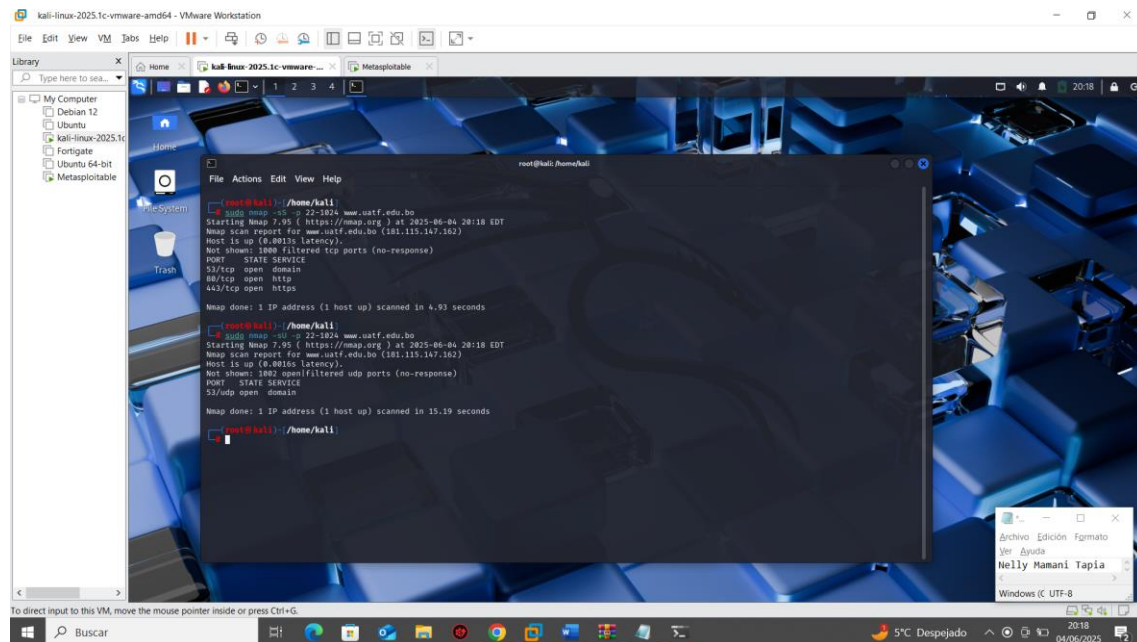 kali-linux-2025.1c-vmware-amd64 - VMware Workstation
File Edit View VM Tabs Help
Library
Home
kali-linux-2025.1c-vmware-...
Metasploitable
Type here to sea...
1 2 3 4
20:18
My Computer
Debian 12
Ubuntu
kali-linux-2025.1c
Fortigate
Ubuntu 64-bit
Metasploitable
Home
File System
Trash
root@kali: /home/kali
File Actions Edit View Help
(root㉿kali)-[/home/kali]
# sudo nmap -sS -p 22-1024 www.uatf.edu.bo
Starting Nmap 7.95 ( https://nmap.org ) at 2025-06-04 20:18 EDT
Nmap scan report for www.uatf.edu.bo (181.115.147.162)
Host is up (0.0013s latency).
Not shown: 1000 filtered tcp ports (no-response)
PORT STATE SERVICE
53/tcp open domain
80/tcp open http
443/tcp open https
Nmap done: 1 IP address (1 host up) scanned in 4.93 seconds
(root㉿kali)-[/home/kali]
# sudo nmap -sU -p 22-1024 www.uatf.edu.bo
Starting Nmap 7.95 ( https://nmap.org ) at 2025-06-04 20:18 EDT
Nmap scan report for www.uatf.edu.bo (181.115.147.162)
Host is up (0.0016s latency).
Not shown: 1002 open|filtered udp ports (no-response)
PORT STATE SERVICE
53/udp open domain
Nmap done: 1 IP address (1 host up) scanned in 15.19 seconds
(root㉿kali)-[/home/kali]
#
Archivo Edición Formato
Ver Ayuda
Nelly Mamani Tapia
Windows (C UTF-8
To direct input to this VM, move the mouse pointer inside or press Ctrl+G.
Buscar
5°C Despejado
20:18
04/06/2025